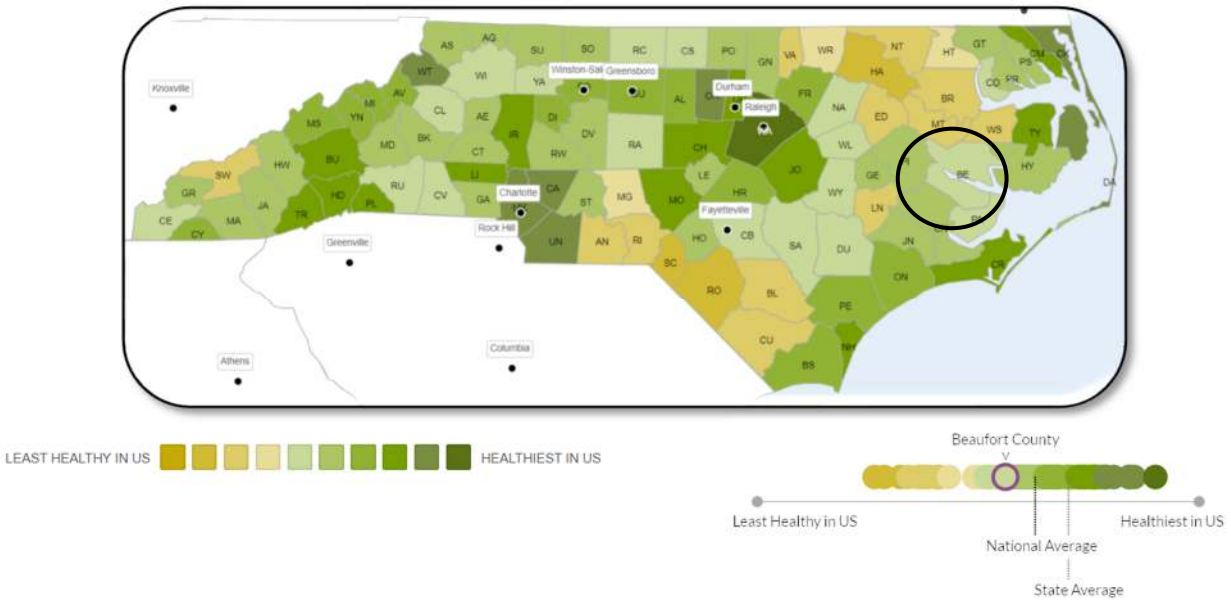 AS AG SU SO RC CS PO GN VA WR NT HT GT CM CK
WT WI YA Winston-Sal Greensboro HA CO PR PS
Knoxville AV MI CL GU AL Durham FR BR
MS YN AE IR DI Raleigh NA ED MT WS TY
BU MD BK CT RW DV RA CH WL
SW HW LI LE JO GE BE HY
GR HD PL RU CV GA Charlotte CA ST MG MO HR WY LN DA
CE CY MA JA TR Rock Hill Fayetteville
Greenville UN AN RI HO CB SA DU JN
SC CR
RO BL ON
PE
Columbia CU NH
Athens BS
LEAST HEALTHY IN US HEALTHIEST IN US
Beaufort County
V
Least Healthy in US Healthiest in US
National Average
State Average